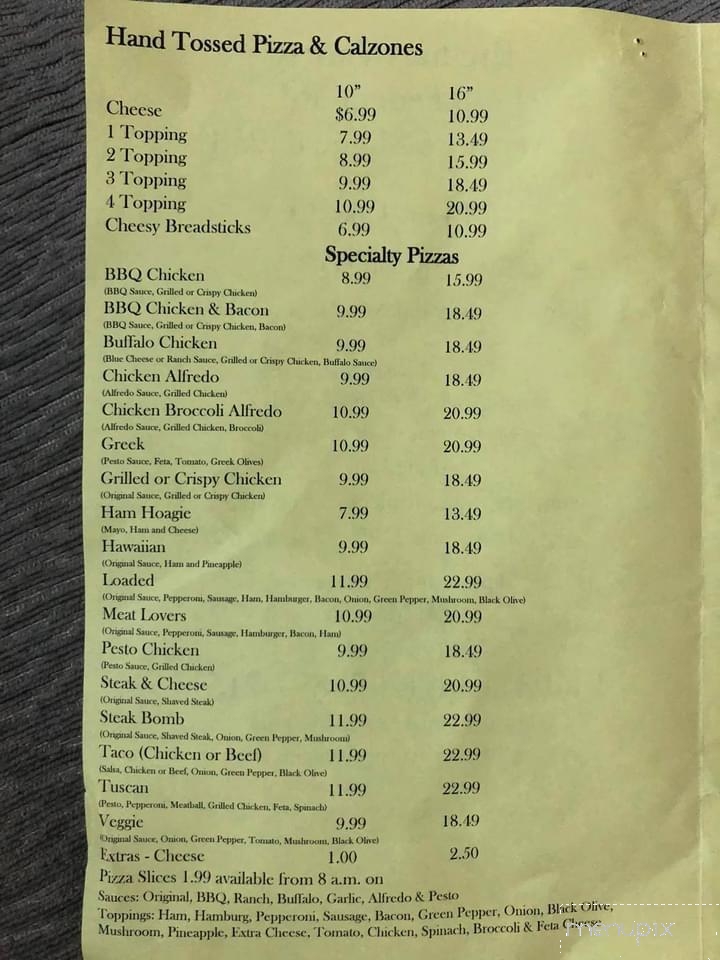 Hand Tossed Pizza & Calzones
10” 16”
Cheese $6.99 10.99
1 Topping 7.99 13.49
2 Topping 8.99 15.99
3 Topping 9.99 18.49
4 Topping 10.99 20.99
Cheesy Breadsticks 6.99 10.99
Specialty Pizzas
BBQ Chicken 8.99 15.99
(BBQ Sauce, Grilled or Crispy Chicken)
BBQ Chicken & Bacon 9.99 18.49
(BBQ Sauce, Grilled or Crispy Chicken, Bacon)
Buffalo Chicken 9.99 18.49
(Blue Cheese or Ranch Sauce, Grilled or Crispy Chicken, Buffalo Sauce)
Chicken Alfredo 9.99 18.49
(Alfredo Sauce, Grilled Chicken)
Chicken Broccoli Alfredo 10.99 20.99
(Alfredo Sauce, Grilled Chicken, Broccoli)
Greek 10.99 20.99
(Pesto Sauce, Feta, Tomato, Greek Olives)
Grilled or Crispy Chicken 9.99 18.49
(Original Sauce, Grilled or Crispy Chicken)
Ham Hoagie 7.99 13.49
(Mayo, Ham and Cheese)
Hawaiian 9.99 18.49
(Original Sauce, Ham and Pineapple)
Loaded 11.99 22.99
(Original Sauce, Pepperoni, Sausage, Ham, Hamburger, Bacon, Onion, Green Pepper, Mushroom, Black Olive)
Meat Lovers 10.99 20.99
(Original Sauce, Pepperoni, Sausage, Hamburger, Bacon, Ham)
Pesto Chicken 9.99 18.49
(Pesto Sauce, Grilled Chicken)
Steak & Cheese 10.99 20.99
(Original Sauce, Shaved Steak)
Steak Bomb 11.99 22.99
(Original Sauce, Shaved Steak, Onion, Green Pepper, Mushroom)
Taco (Chicken or Beef) 11.99 22.99
(Salsa, Chicken or Beef, Onion, Green Pepper, Black Olive)
Tuscan 11.99 22.99
(Pesto, Pepperoni, Meatball, Grilled Chicken, Feta, Spinach)
Veggie 9.99 18.49
(Original Sauce, Onion, Green Pepper, Tomato, Mushroom, Black Olive)
Extras - Cheese 1.00 2.50
Pizza Slices 1.99 available from 8 a.m. on
Sauces: Original, BBQ, Ranch, Buffalo, Garlic, Alfredo & Pesto
Toppings: Ham, Hamburg, Pepperoni, Sausage, Bacon, Green Pepper, Onion, Black Olive,
Mushroom, Pineapple, Extra Cheese, Tomato, Chicken, Spinach, Broccoli & Feta Cheese
menupix